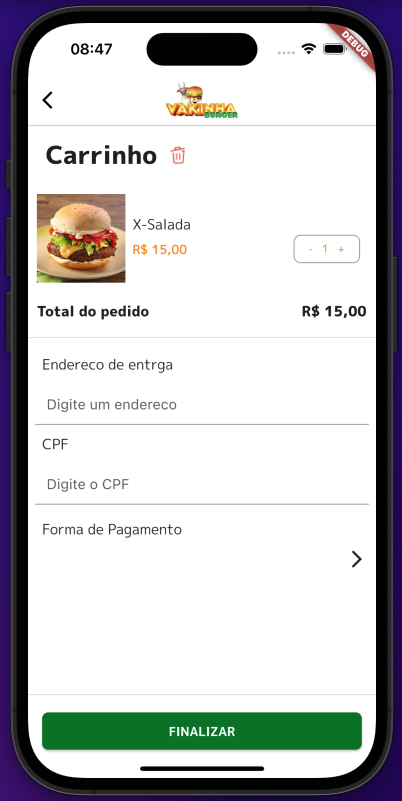 08:47
DEBUG
VAKINHA
BURGER
Carrinho
X-Salada
R$ 15,00
- 1 +
Total do pedido R$ 15,00
Endereco de entrga
Digite um endereco
CPF
Digite o CPF
Forma de Pagamento
FINALIZAR